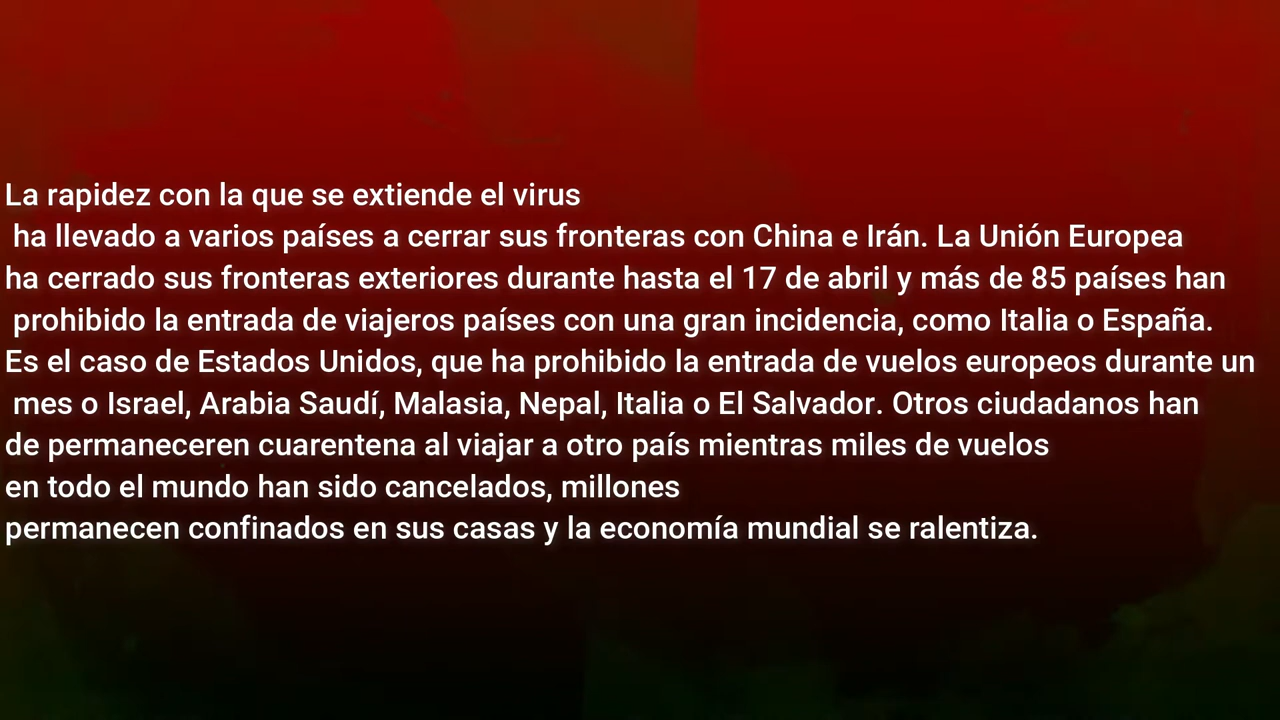 La rapidez con la que se extiende el virus
ha llevado a varios países a cerrar sus fronteras con China e Irán. La Unión Europea
ha cerrado sus fronteras exteriores durante hasta el 17 de abril y más de 85 países han
prohibido la entrada de viajeros países con una gran incidencia, como Italia o España.
Es el caso de Estados Unidos, que ha prohibido la entrada de vuelos europeos durante un
mes o Israel, Arabia Saudí, Malasia, Nepal, Italia o El Salvador. Otros ciudadanos han
de permaneceren cuarentena al viajar a otro país mientras miles de vuelos
en todo el mundo han sido cancelados, millones
permanecen confinados en sus casas y la economía mundial se ralentiza.